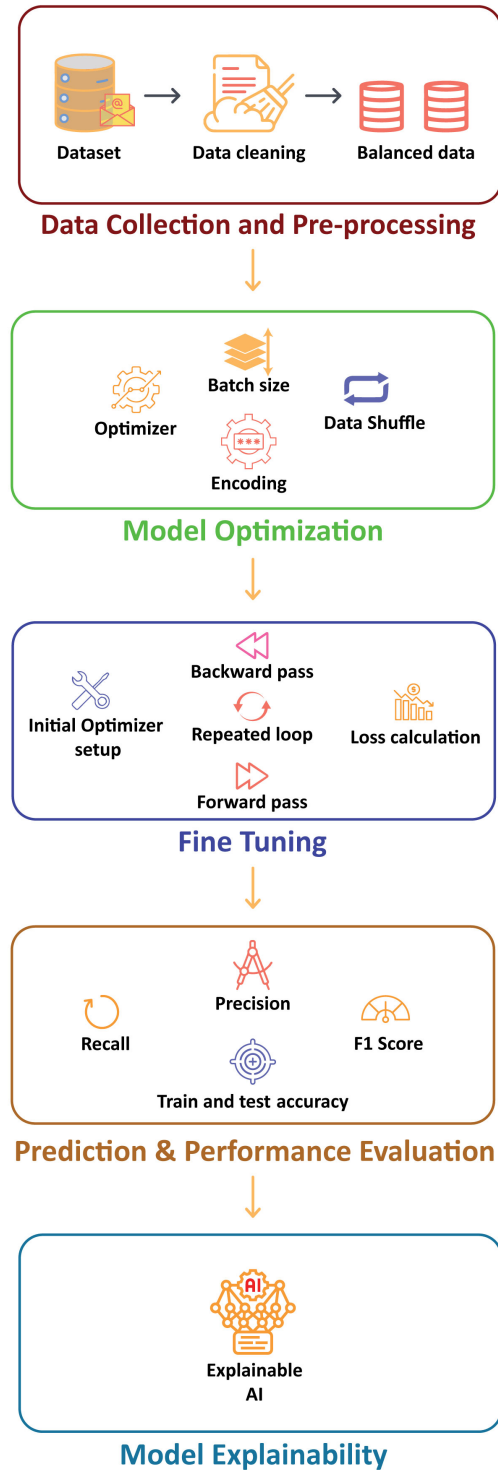 Dataset
Data cleaning
Balanced data
Data Collection and Pre-processing
Batch size
Optimizer
Data Shuffle
***
Encoding
Model Optimization
Backward pass
Initial Optimizer
setup
Repeated loop
Loss calculation
Forward pass
Fine Tuning
Precision
Recall
F1 Score
Train and test accuracy
Prediction & Performance Evaluation
AI
Explainable
AI
Model Explainability